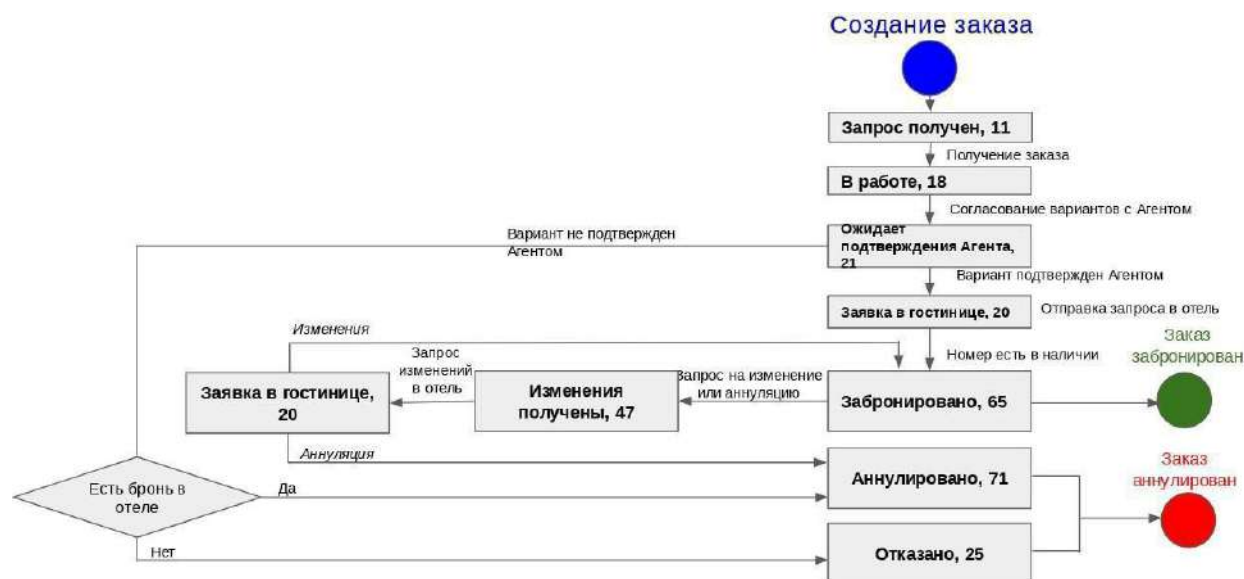 Создание заказа
Запрос получен, 11
Получение заказа
В работе, 18
Согласование вариантов с Агентом
Вариант не подтвержден
Агентом
Ожидает
подтверждения Агента,
21
Вариант подтвержден Агентом
Заявка в гостинице, 20
Отправка запроса в отель
Изменения
Номер есть в наличии
Заказ
забронирован
Запрос
изменений
в отель
Запрос на изменение
или аннуляцию
Заявка в гостинице,
20
Изменения
получены, 47
Забронировано, 65
Аннуляция
Аннулировано, 71
Заказ
аннулирован
Есть бронь в
отеле
Да
Нет
Отказано, 25